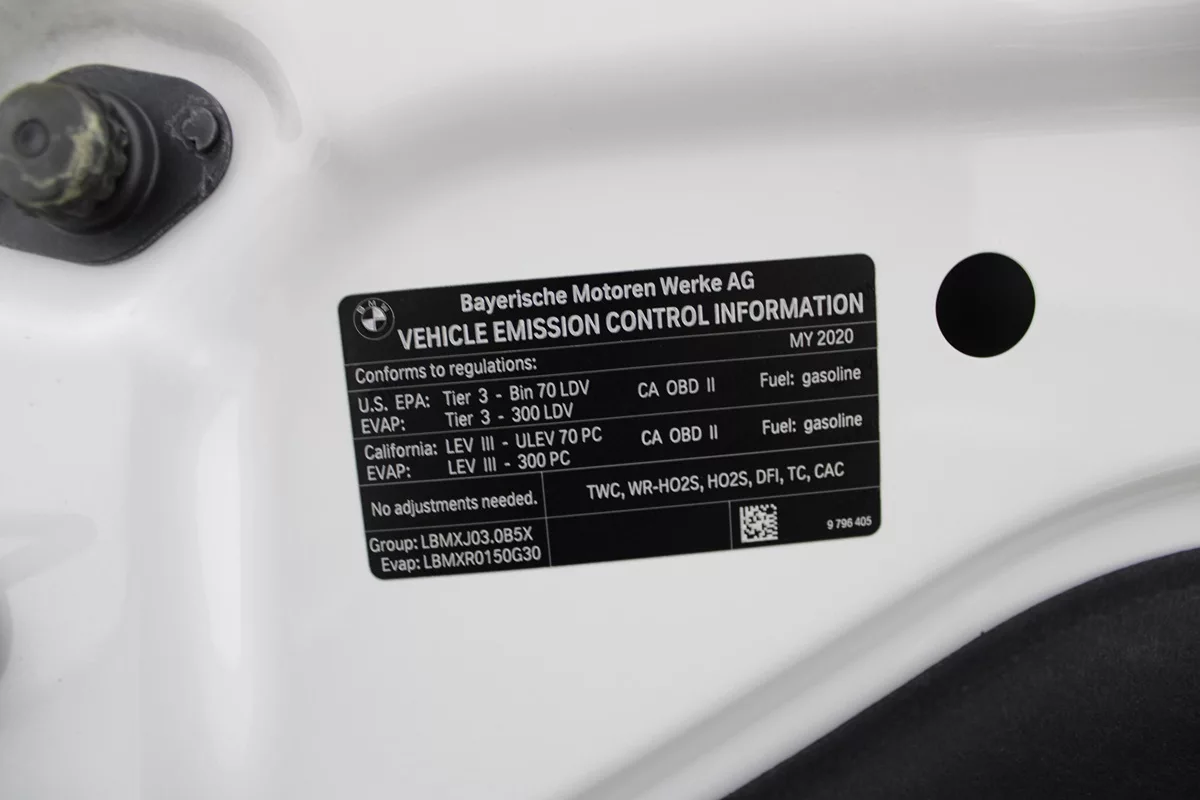 BMW
Bayerische Motoren Werke AG
VEHICLE EMISSION CONTROL INFORMATION
Conforms to regulations: MY 2020
U.S. EPA: Tier 3 - Bin 70 LDV CA OBD II Fuel: gasoline
EVAP: Tier 3 - 300 LDV
California: LEV III - ULEV 70 PC CA OBD II Fuel: gasoline
EVAP: LEV III - 300 PC
No adjustments needed. TWC, WR-HO2S, HO2S, DFI, TC, CAC
Group: LBMXJ03.0B5X
Evap: LBMXR0150G30
9 796 405